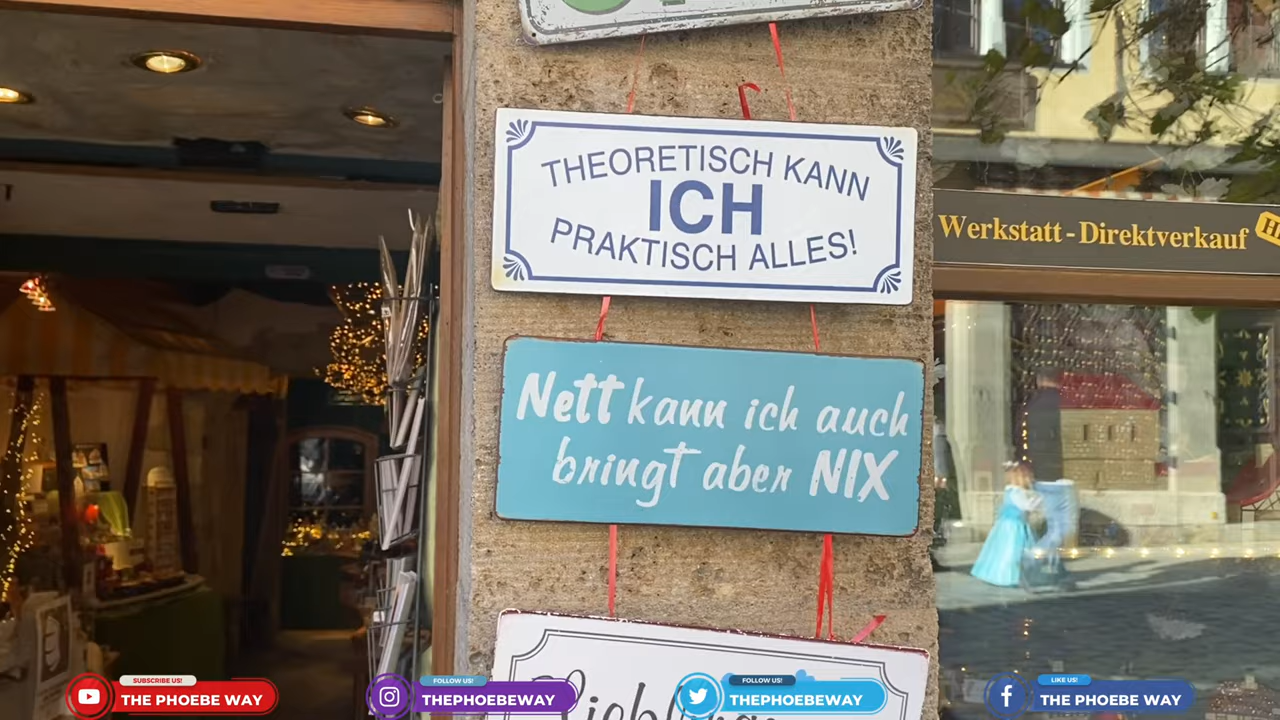 THEORETISCH KANN
ICH
PRAKTISCH ALLES!
Nett kann ich auch
bringt aber NIX
Werkstatt-Direktverkauf
SUBSCRIBE US!
THE PHOEBE WAY
FOLLOW US!
THEPHOEBEWAY
FOLLOW US!
THEPHOEBEWAY
LIKE US!
THE PHOEBE WAY